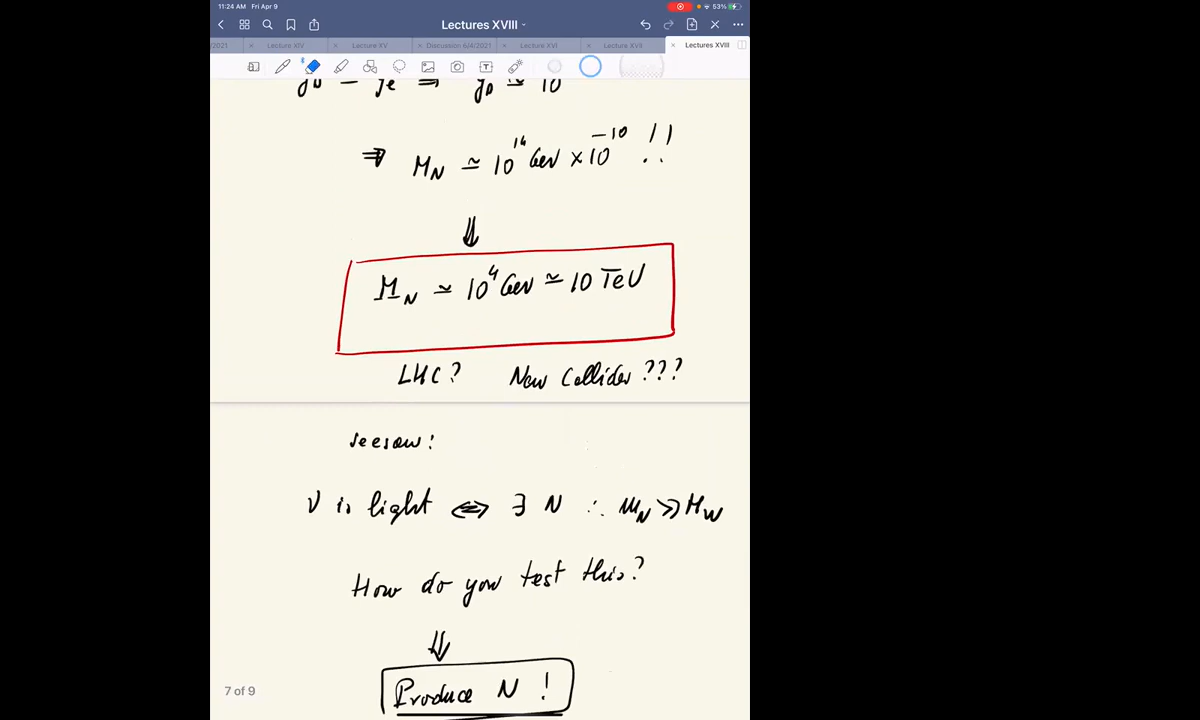 11:24 AM Fri Apr 9
53%
Lectures XVIII
/2021
Lecture XIV
Lecture XV
Discussion 6/4/2021
Lecture XVI
Lecture XVII
Lectures XVIII
⇒ M_N ≃ 10^14 GeV × 10^-10 !!
⇓
M_N ≃ 10^4 GeV ≃ 10 TeV
LHC? New Collider ???
seesaw:
ν is light ⇔ ∃ N ∴ m_N ≫ M_W
How do you test this?
⇓
Produce N !
7 of 9